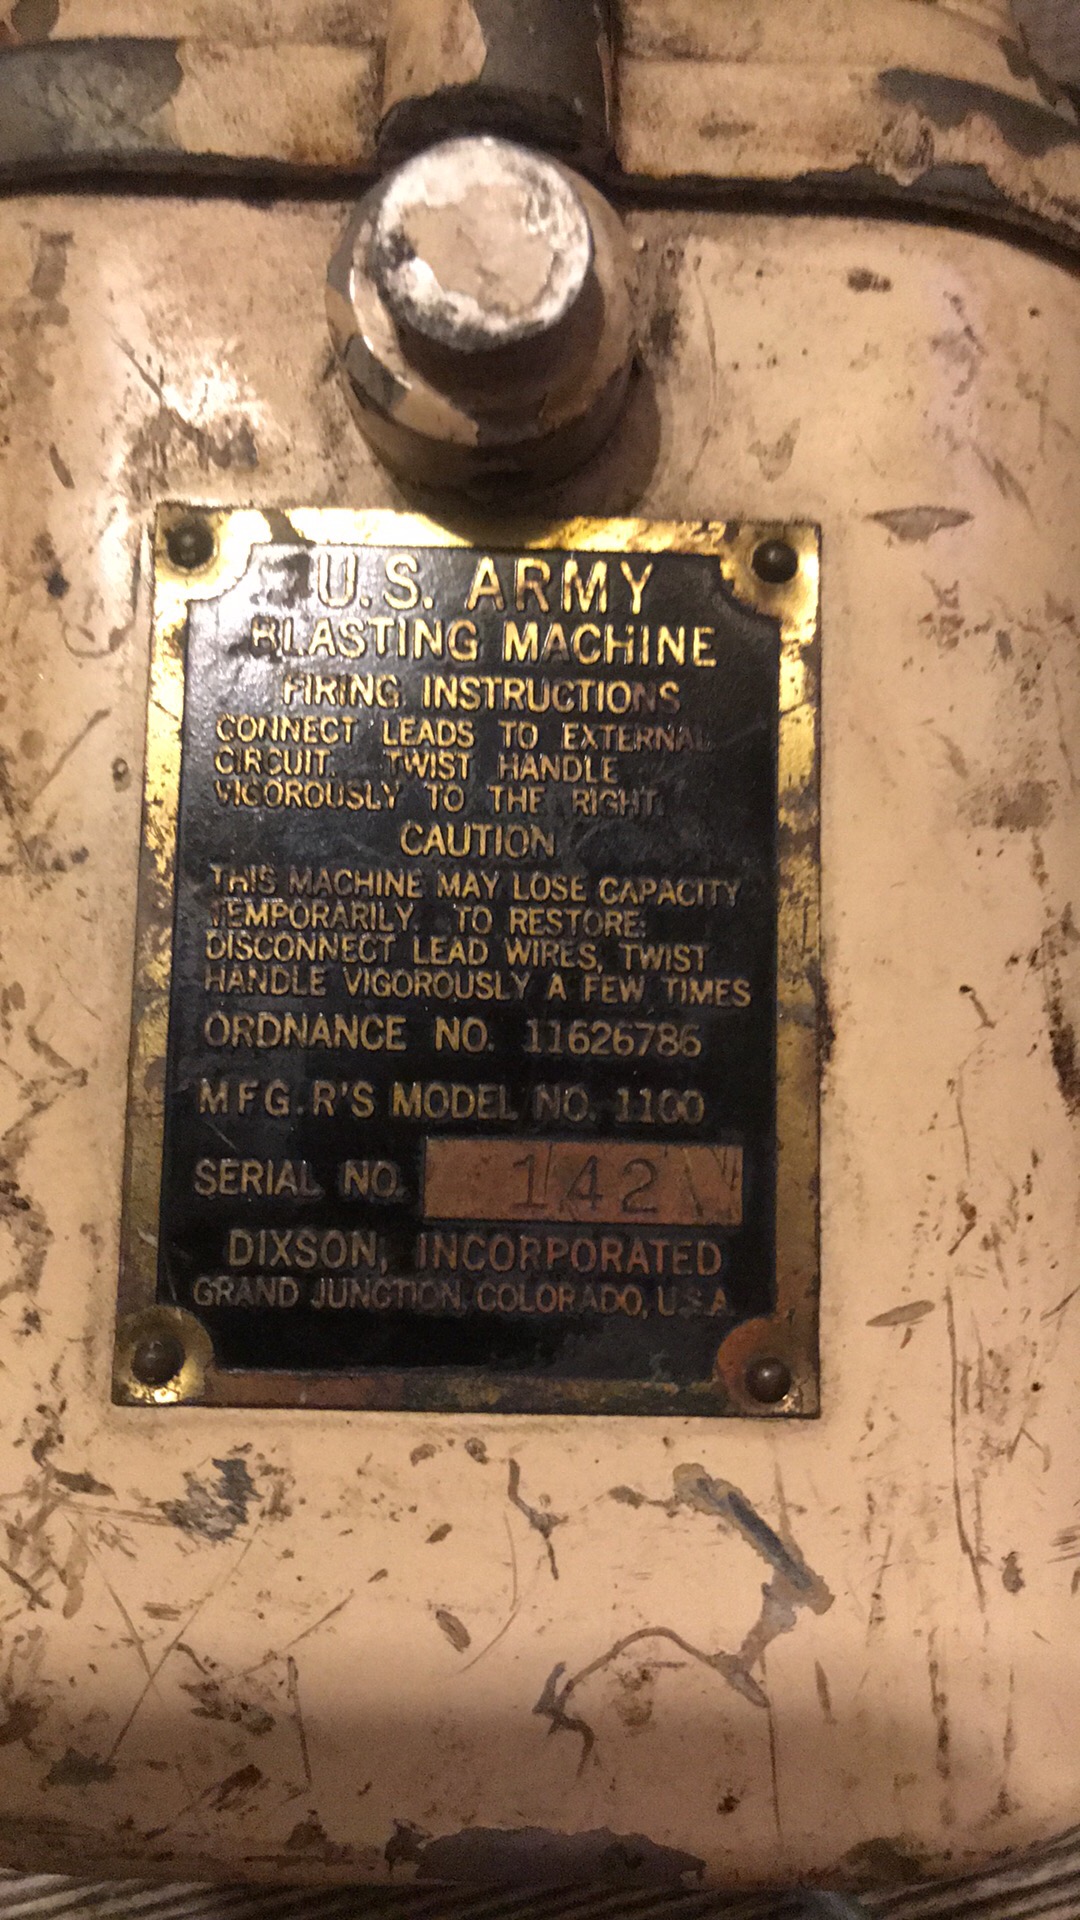 U.S. ARMY
BLASTING MACHINE
FIRING INSTRUCTIONS
CONNECT LEADS TO EXTERNAL
CIRCUIT. TWIST HANDLE
VIGOROUSLY TO THE RIGHT.
CAUTION
THIS MACHINE MAY LOSE CAPACITY
TEMPORARILY. TO RESTORE:
DISCONNECT LEAD WIRES, TWIST
HANDLE VIGOROUSLY A FEW TIMES
ORDNANCE NO. 11626786
MFG.R'S MODEL NO. 1100
SERIAL NO. 142
DIXSON, INCORPORATED
GRAND JUNCTION, COLORADO, U.S.A.